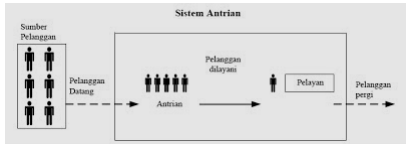 Sistem Antrian
Sumber
Pelanggan
Pelanggan
Datang
Antrian
Pelanggan
dilayani
Pelayan
Pelanggan
pergi